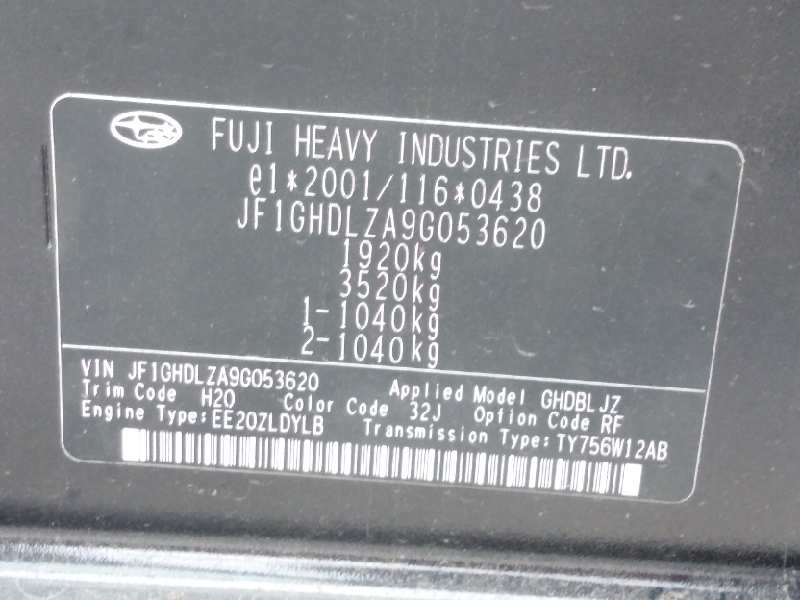 FUJI HEAVY INDUSTRIES LTD.
e1*2001/116*0438
JF1GHDLZA9G053620
1920kg
3520kg
1-1040kg
2-1040kg
VIN JF1GHDLZA9G053620 Applied Model GHDBLJZ
Trim Code H20 Color Code 32J Option Code RF
Engine Type:EE20ZLDYLB Transmission Type:TY756W12AB